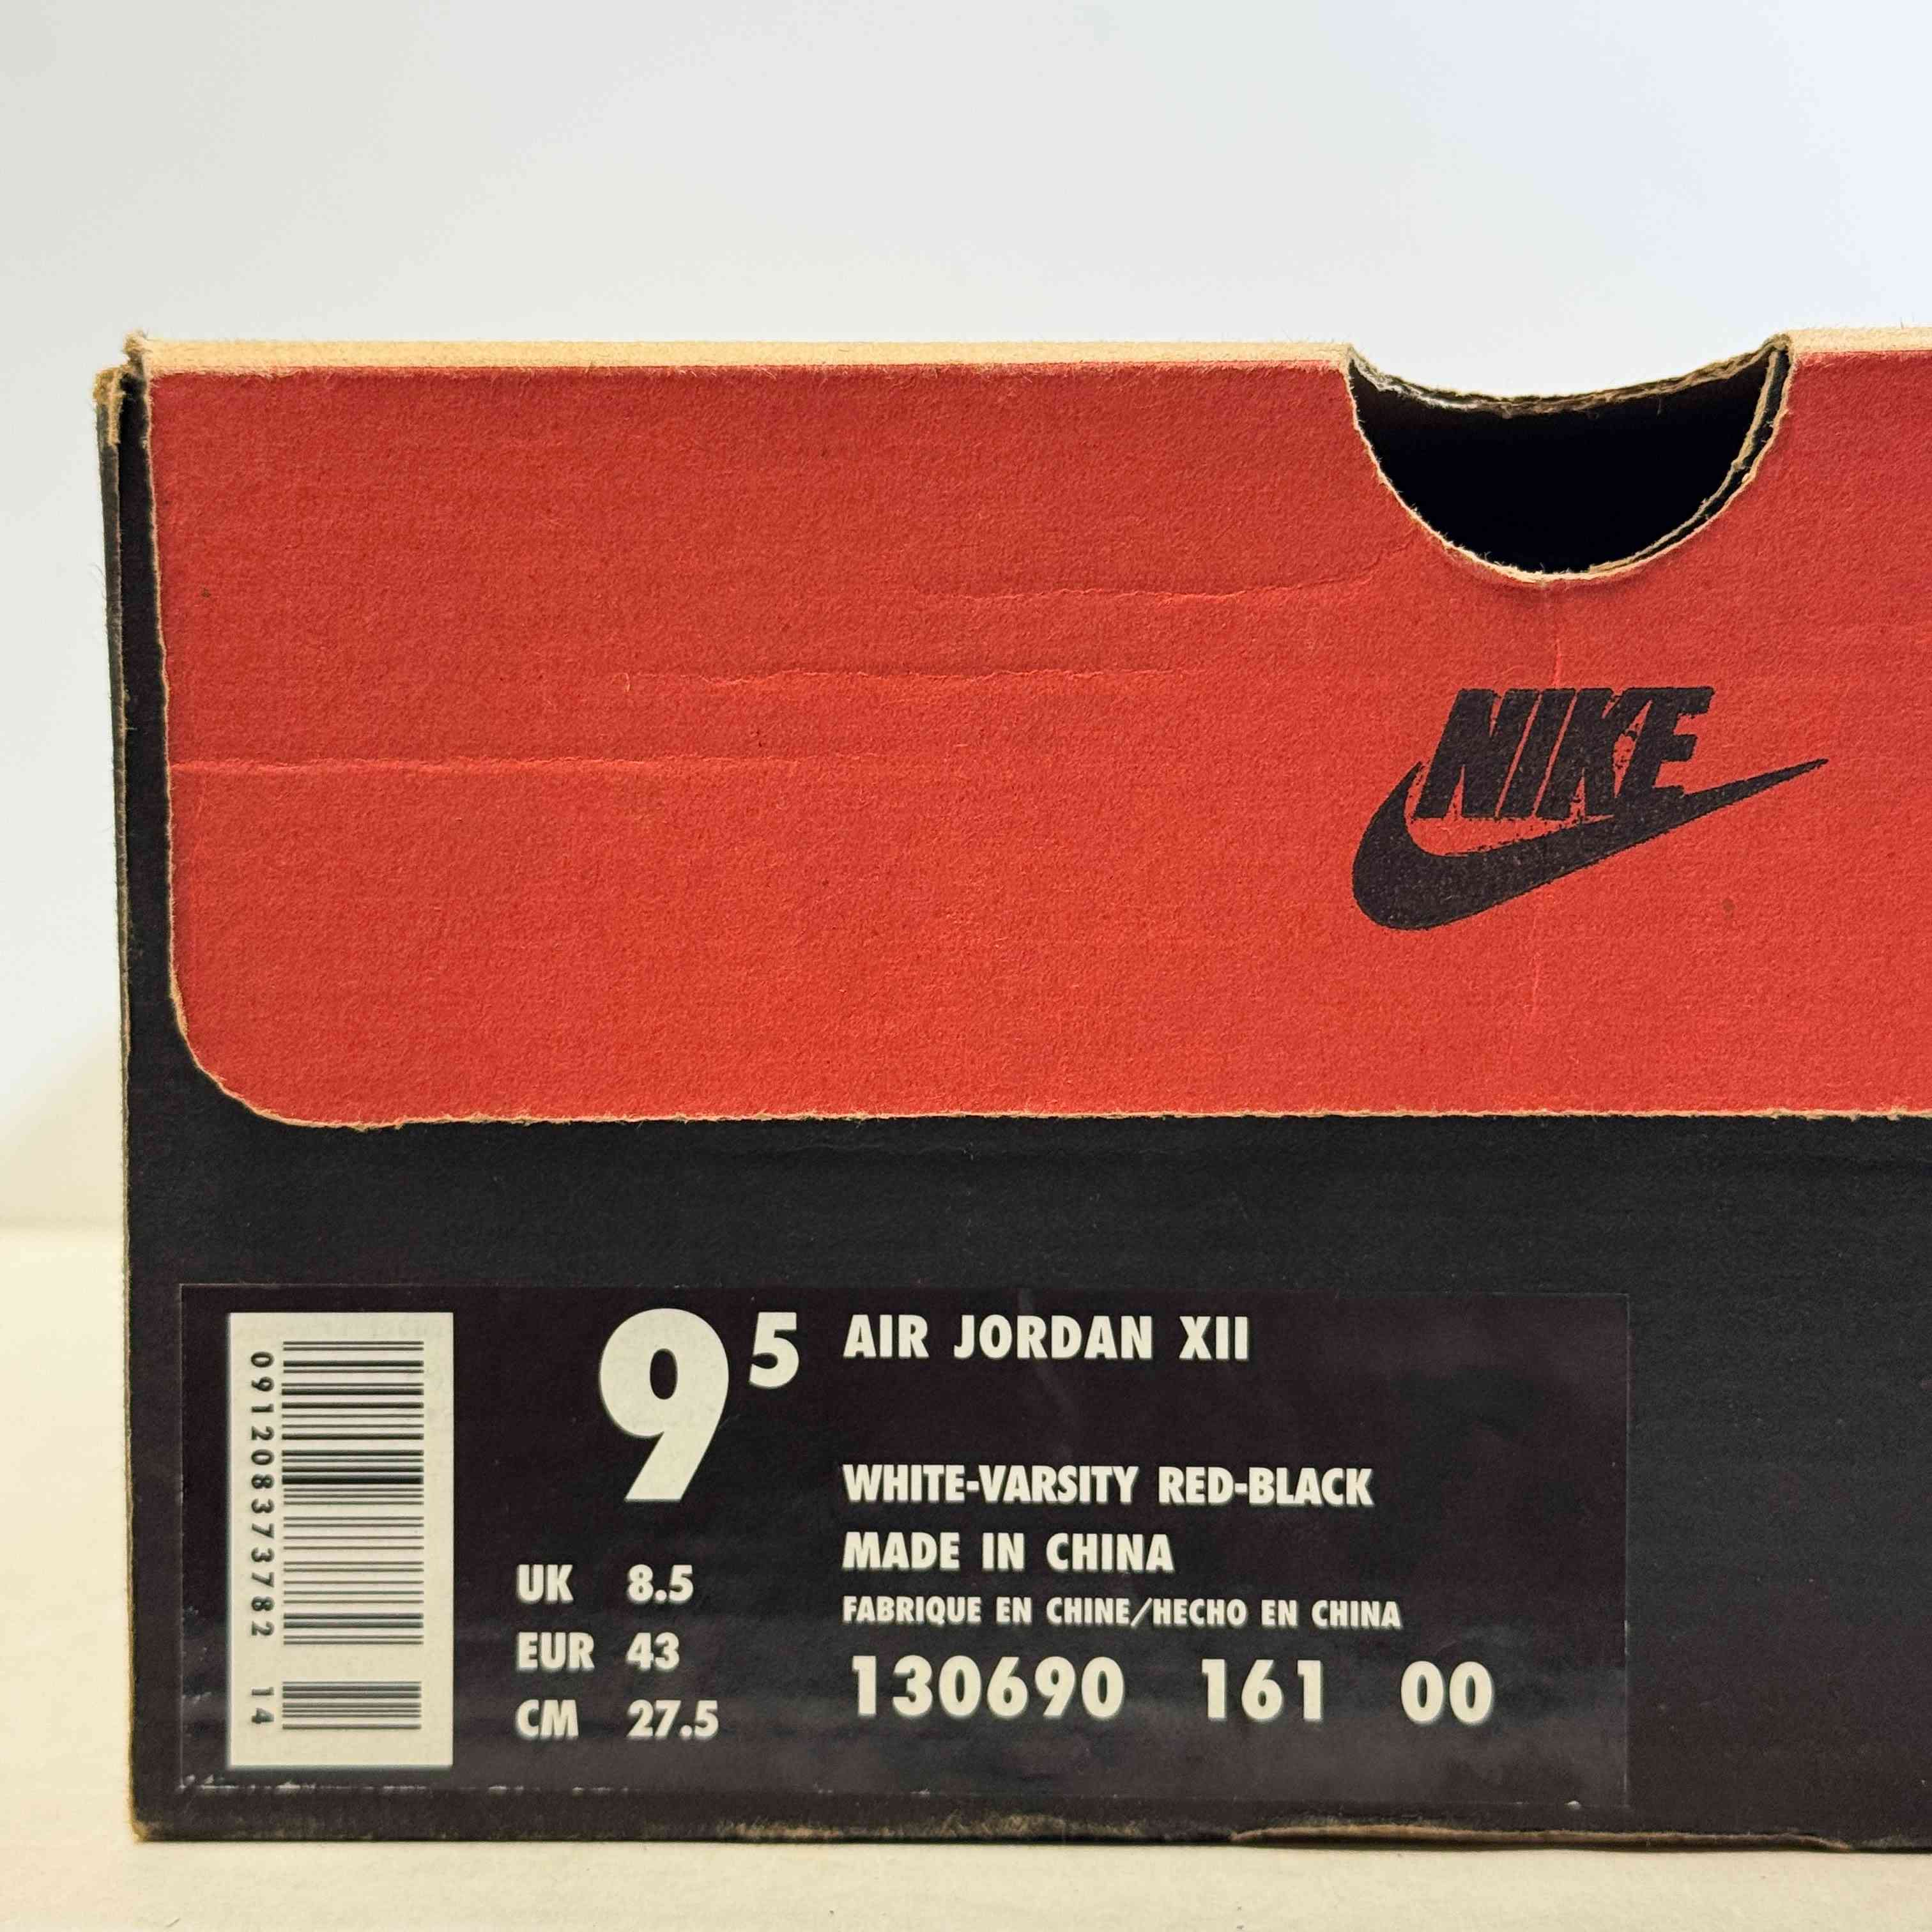 NIKE
091208373782 14
9 5
AIR JORDAN XII
WHITE-VARSITY RED-BLACK
MADE IN CHINA
FABRIQUE EN CHINE/HECHO EN CHINA
130690 161 00
UK 8.5
EUR 43
CM 27.5